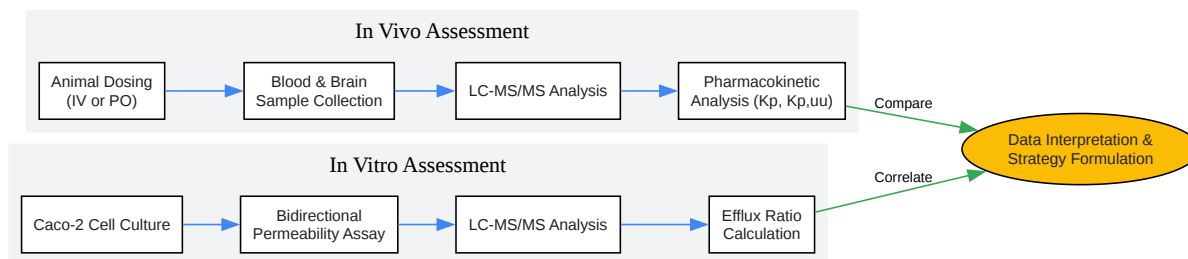 In Vivo Assessment
Animal Dosing
(IV or PO)
Blood & Brain
Sample Collection
LC-MS/MS Analysis
Pharmacokinetic
Analysis (Kp, Kp,uu)
Compare
In Vitro Assessment
Caco-2 Cell Culture
Bidirectional
Permeability Assay
LC-MS/MS Analysis
Efflux Ratio
Calculation
Correlate
Data Interpretation &
Strategy Formulation